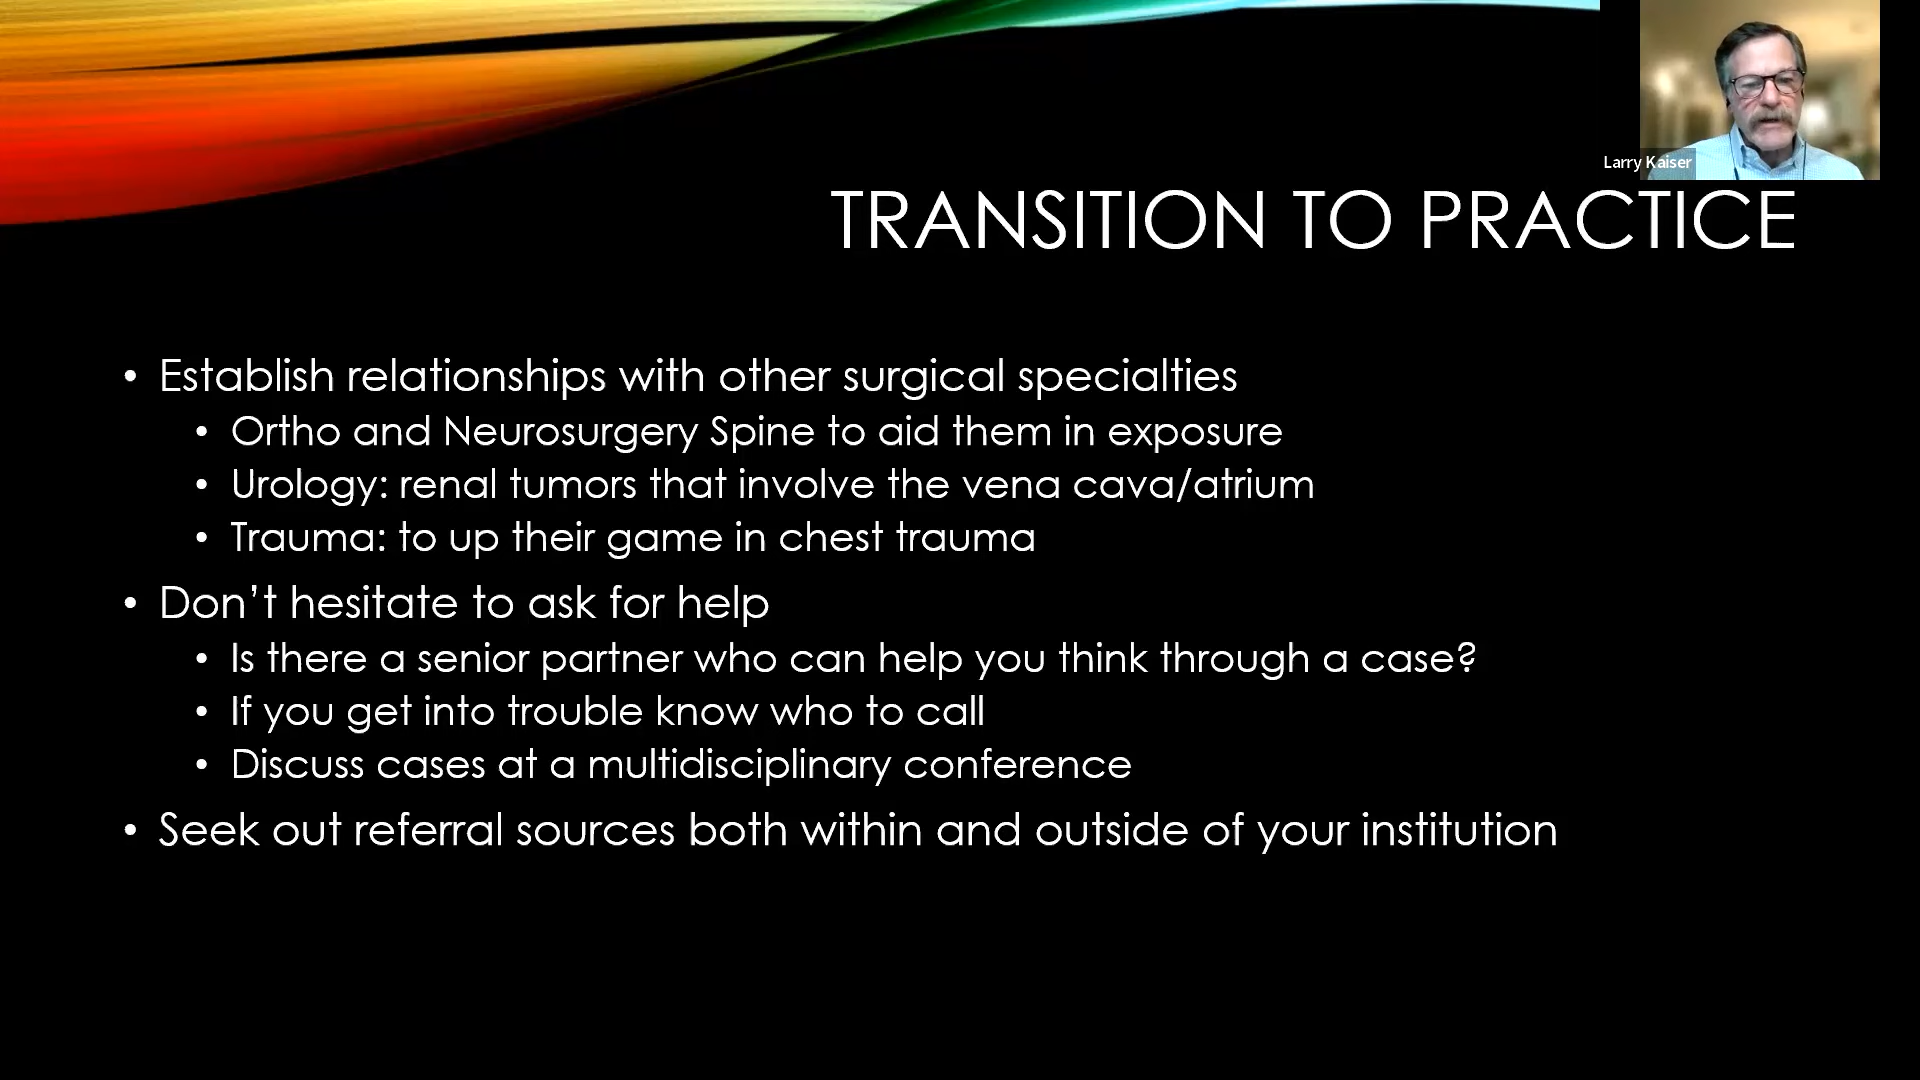 Larry Kaiser
TRANSITION TO PRACTICE
• Establish relationships with other surgical specialties
• Ortho and Neurosurgery Spine to aid them in exposure
• Urology: renal tumors that involve the vena cava/atrium
• Trauma: to up their game in chest trauma
• Don’t hesitate to ask for help
• Is there a senior partner who can help you think through a case?
• If you get into trouble know who to call
• Discuss cases at a multidisciplinary conference
• Seek out referral sources both within and outside of your institution